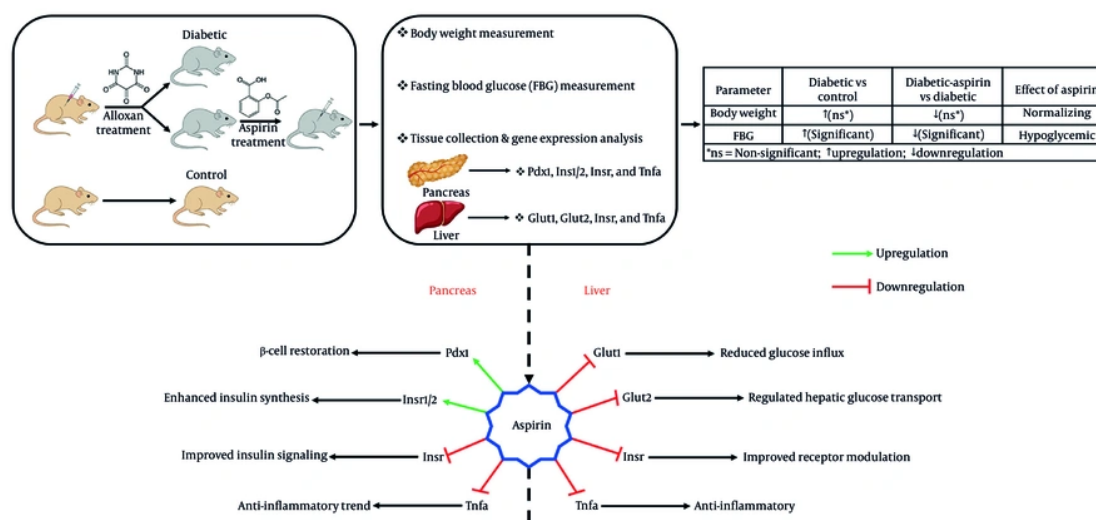 Diabetic
O
HN
NH
O
O
O
O
OH
O
O
Alloxan
treatment
Aspirin
treatment
Control
❖ Body weight measurement
❖ Fasting blood glucose (FBG) measurement
❖ Tissue collection & gene expression analysis
Pancreas
❖ Pdx1, Ins1/2, Insr, and Tnfa
Liver
❖ Glut1, Glut2, Insr, and Tnfa
Parameter Diabetic vs control Diabetic-aspirin vs diabetic Effect of aspirin
Body weight ↑(ns*) ↓(ns*) Normalizing
FBG ↑(Significant) ↓(Significant) Hypoglycemic
*ns = Non-significant; ↑upregulation; ↓downregulation
Upregulation
Downregulation
Pancreas
Liver
β-cell restoration Pdx1
Enhanced insulin synthesis Insr1/2
Improved insulin signaling Insr
Anti-inflammatory trend Tnfa
Aspirin
Glut1 Reduced glucose influx
Glut2 Regulated hepatic glucose transport
Insr Improved receptor modulation
Tnfa Anti-inflammatory